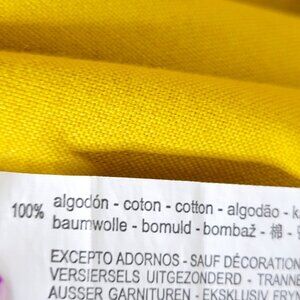 100% algodón - coton - cotton - algodão - k
baumwolle - bomuld - bombaž - 棉 -
EXCEPTO ADORNOS - SAUF DÉCORATION
VERSIERSELS UITGEZONDERD - TRANNE
AUSSER GARNITUREN - EKSKLUSIV FRYN